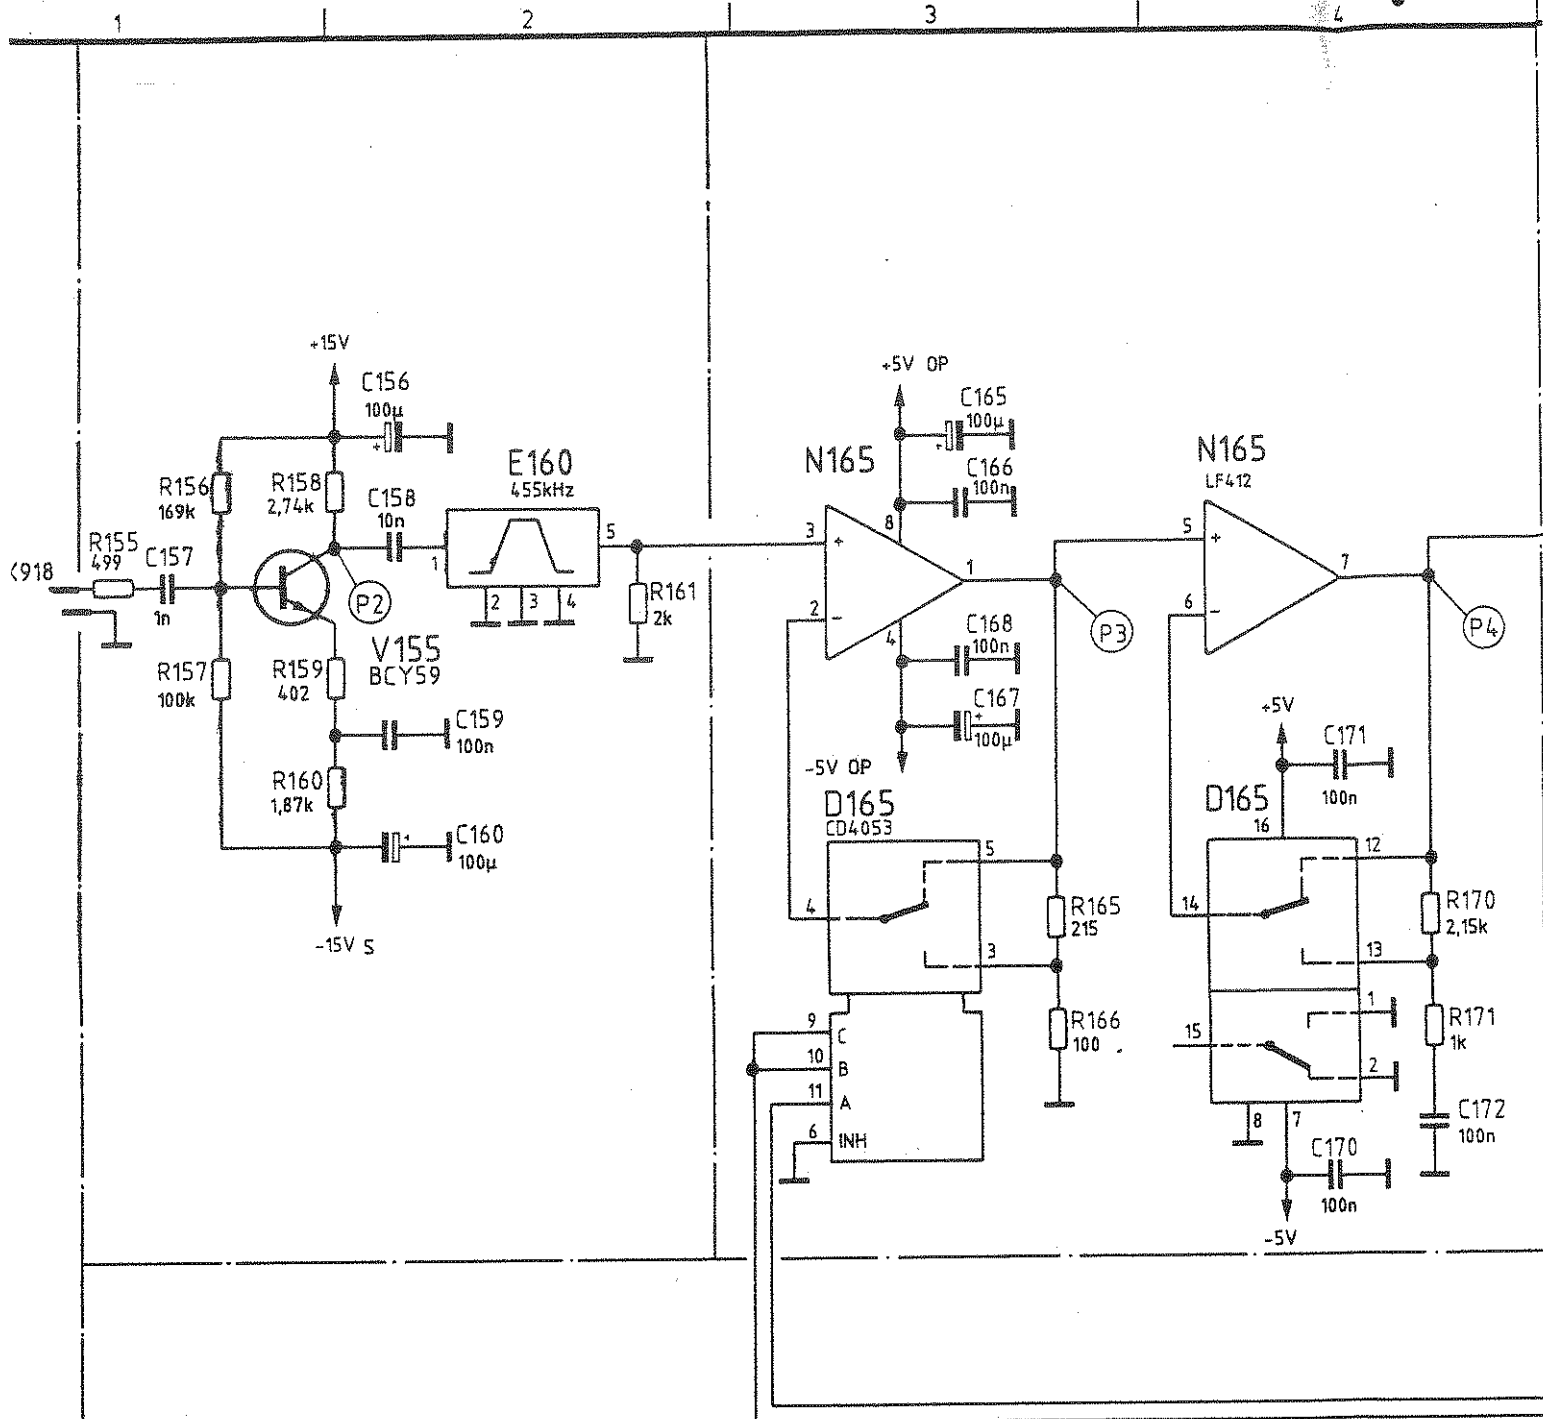 1
2
3
4
+15V
C156
100µ
+
R156
169k
R158
2,74k
C158
10n
E160
455kHz
R155
499
C157
1n
K918
1
5
2
3
4
P2
R161
2k
V155
BCY59
R157
100k
R159
402
C159
100n
R160
1,87k
C160
100µ
+
-15V S
+5V OP
C165
100µ
+
C166
100n
N165
8
3
+
2
-
1
4
P3
C168
100n
C167
+
100µ
-5V OP
D165
CD4053
5
4
3
R165
215
R166
100
9
C
10
B
11
A
6
INH
N165
LF412
5
+
6
-
7
P4
+5V
C171
100n
D165
16
12
14
13
R170
2,15k
1
15
2
R171
1k
8
7
C172
100n
C170
100n
-5V